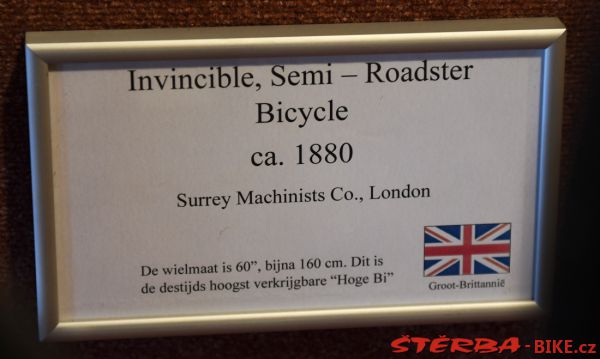 Invincible, Semi – Roadster
Bicycle
ca. 1880
Surrey Machinists Co., London
De wielmaat is 60”, bijna 160 cm. Dit is
de destijds hoogst verkrijgbare “Hoge Bi”
Groot-Brittannië
ŠTĚRBA-BIKE.cz